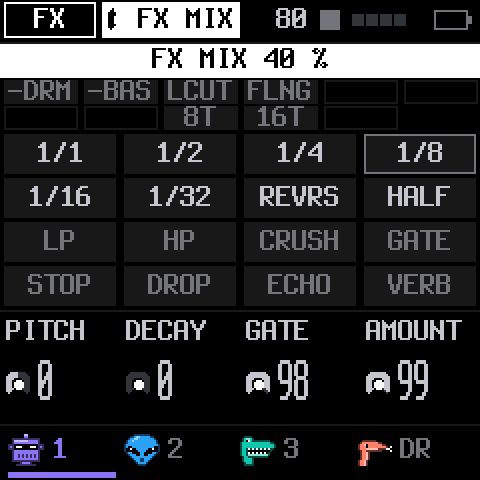 FX FX MIX 80
FX MIX 40 %
-DRM -BAS LCUT FLNG
8T 16T
1/1 1/2 1/4 1/8
1/16 1/32 REVRS HALF
LP HP CRUSH GATE
STOP DROP ECHO VERB
PITCH DECAY GATE AMOUNT
0 0 98 99
1 2 3 DR